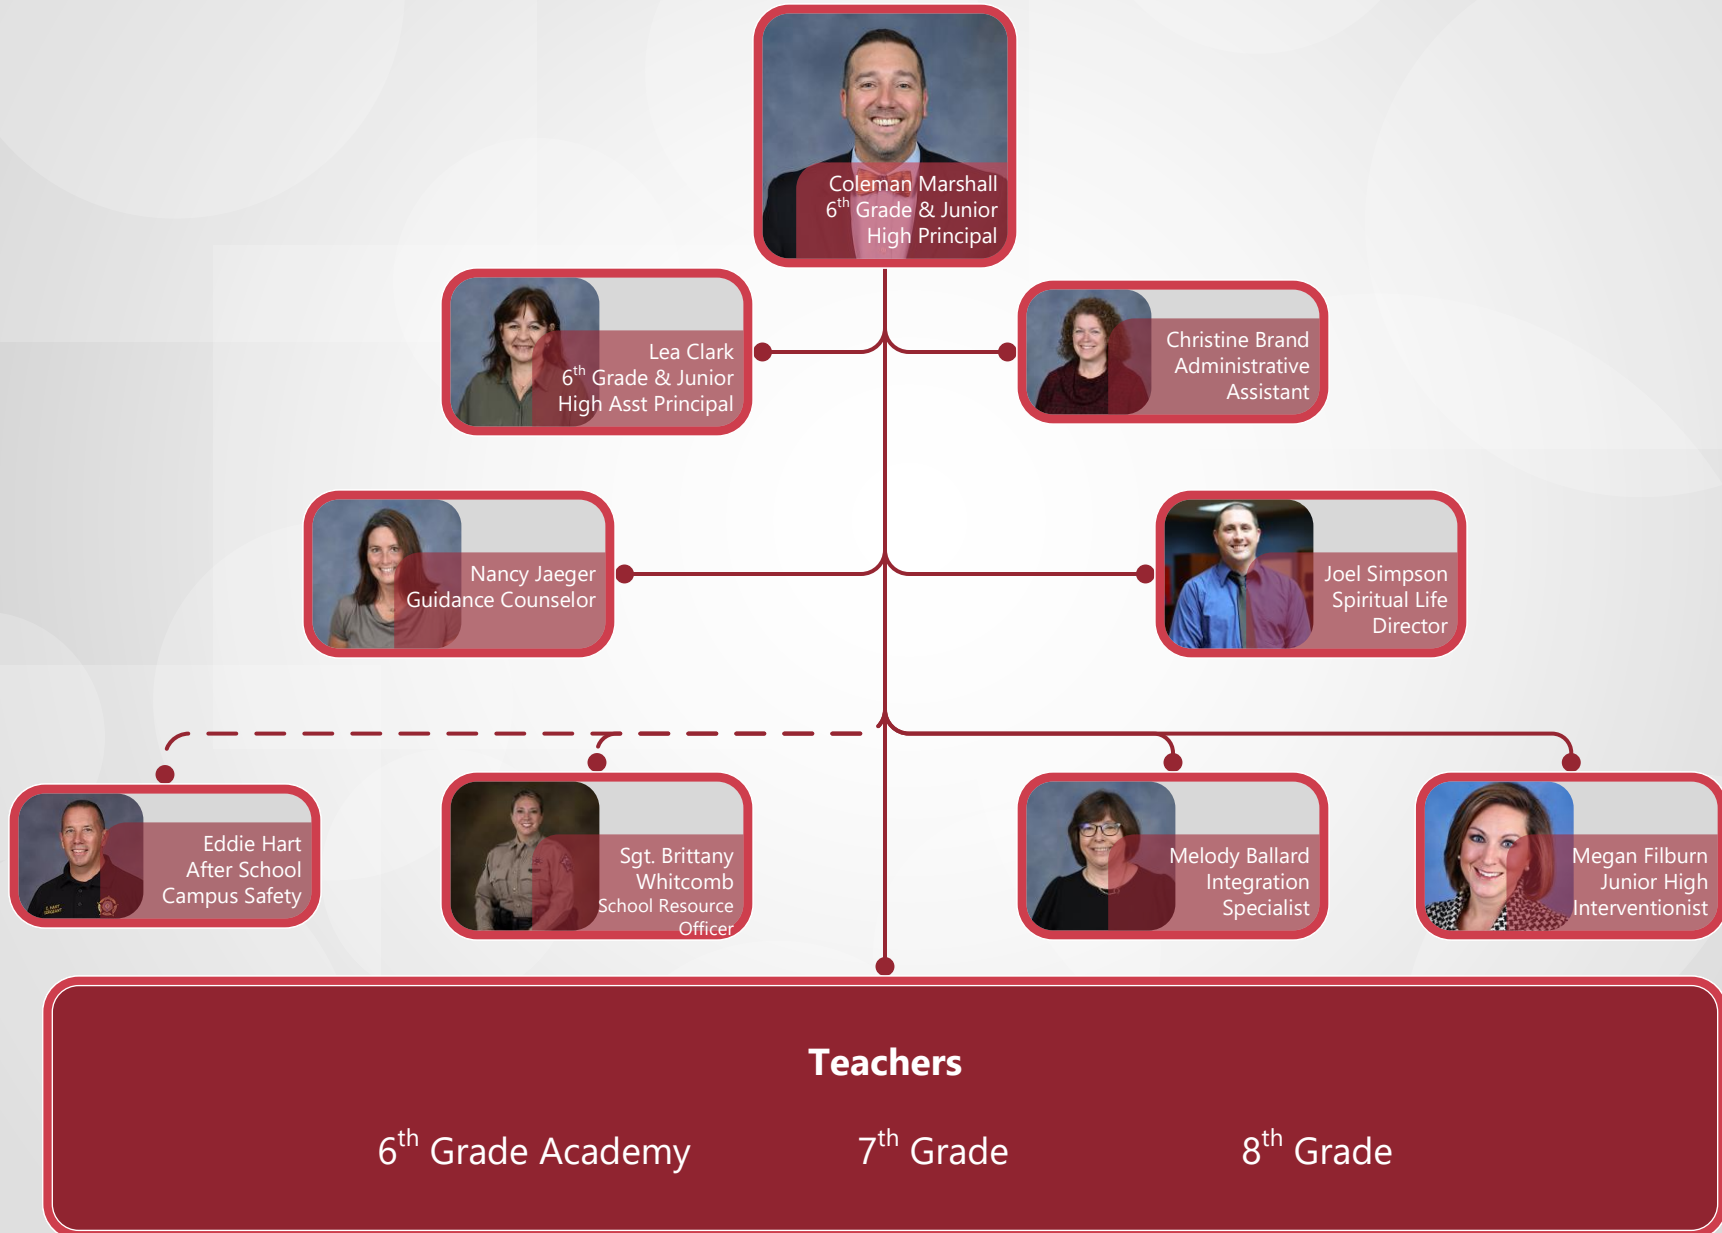 Coleman Marshall
6th Grade & Junior
High Principal
Lea Clark
6th Grade & Junior
High Asst Principal
Christine Brand
Administrative
Assistant
Nancy Jaeger
Guidance Counselor
Joel Simpson
Spiritual Life
Director
Eddie Hart
After School
Campus Safety
Sgt. Brittany
Whitcomb
School Resource
Officer
Melody Ballard
Integration
Specialist
Megan Filburn
Junior High
Interventionist
Teachers
6th Grade Academy
7th Grade
8th Grade